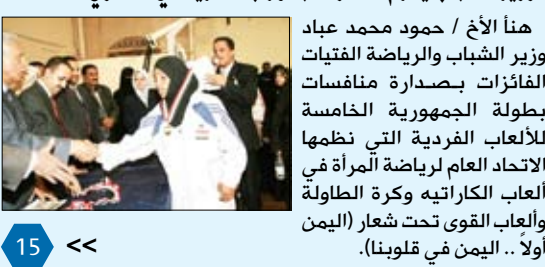 هنأ الأخ / حمود محمد عباد
وزير الشباب والرياضة الفتيات
الفائزات بـصـدارة منافسات
بطولة الجمهورية الخامسة
للألعاب الفردية التي نظمها
الاتحاد العام لرياضة المرأة في
ألعاب الكاراتيه وكرة الطاولة
وألعاب القوى تحت شعار (اليمن
أولاً .. اليمن في قلوبنا).
15 >>